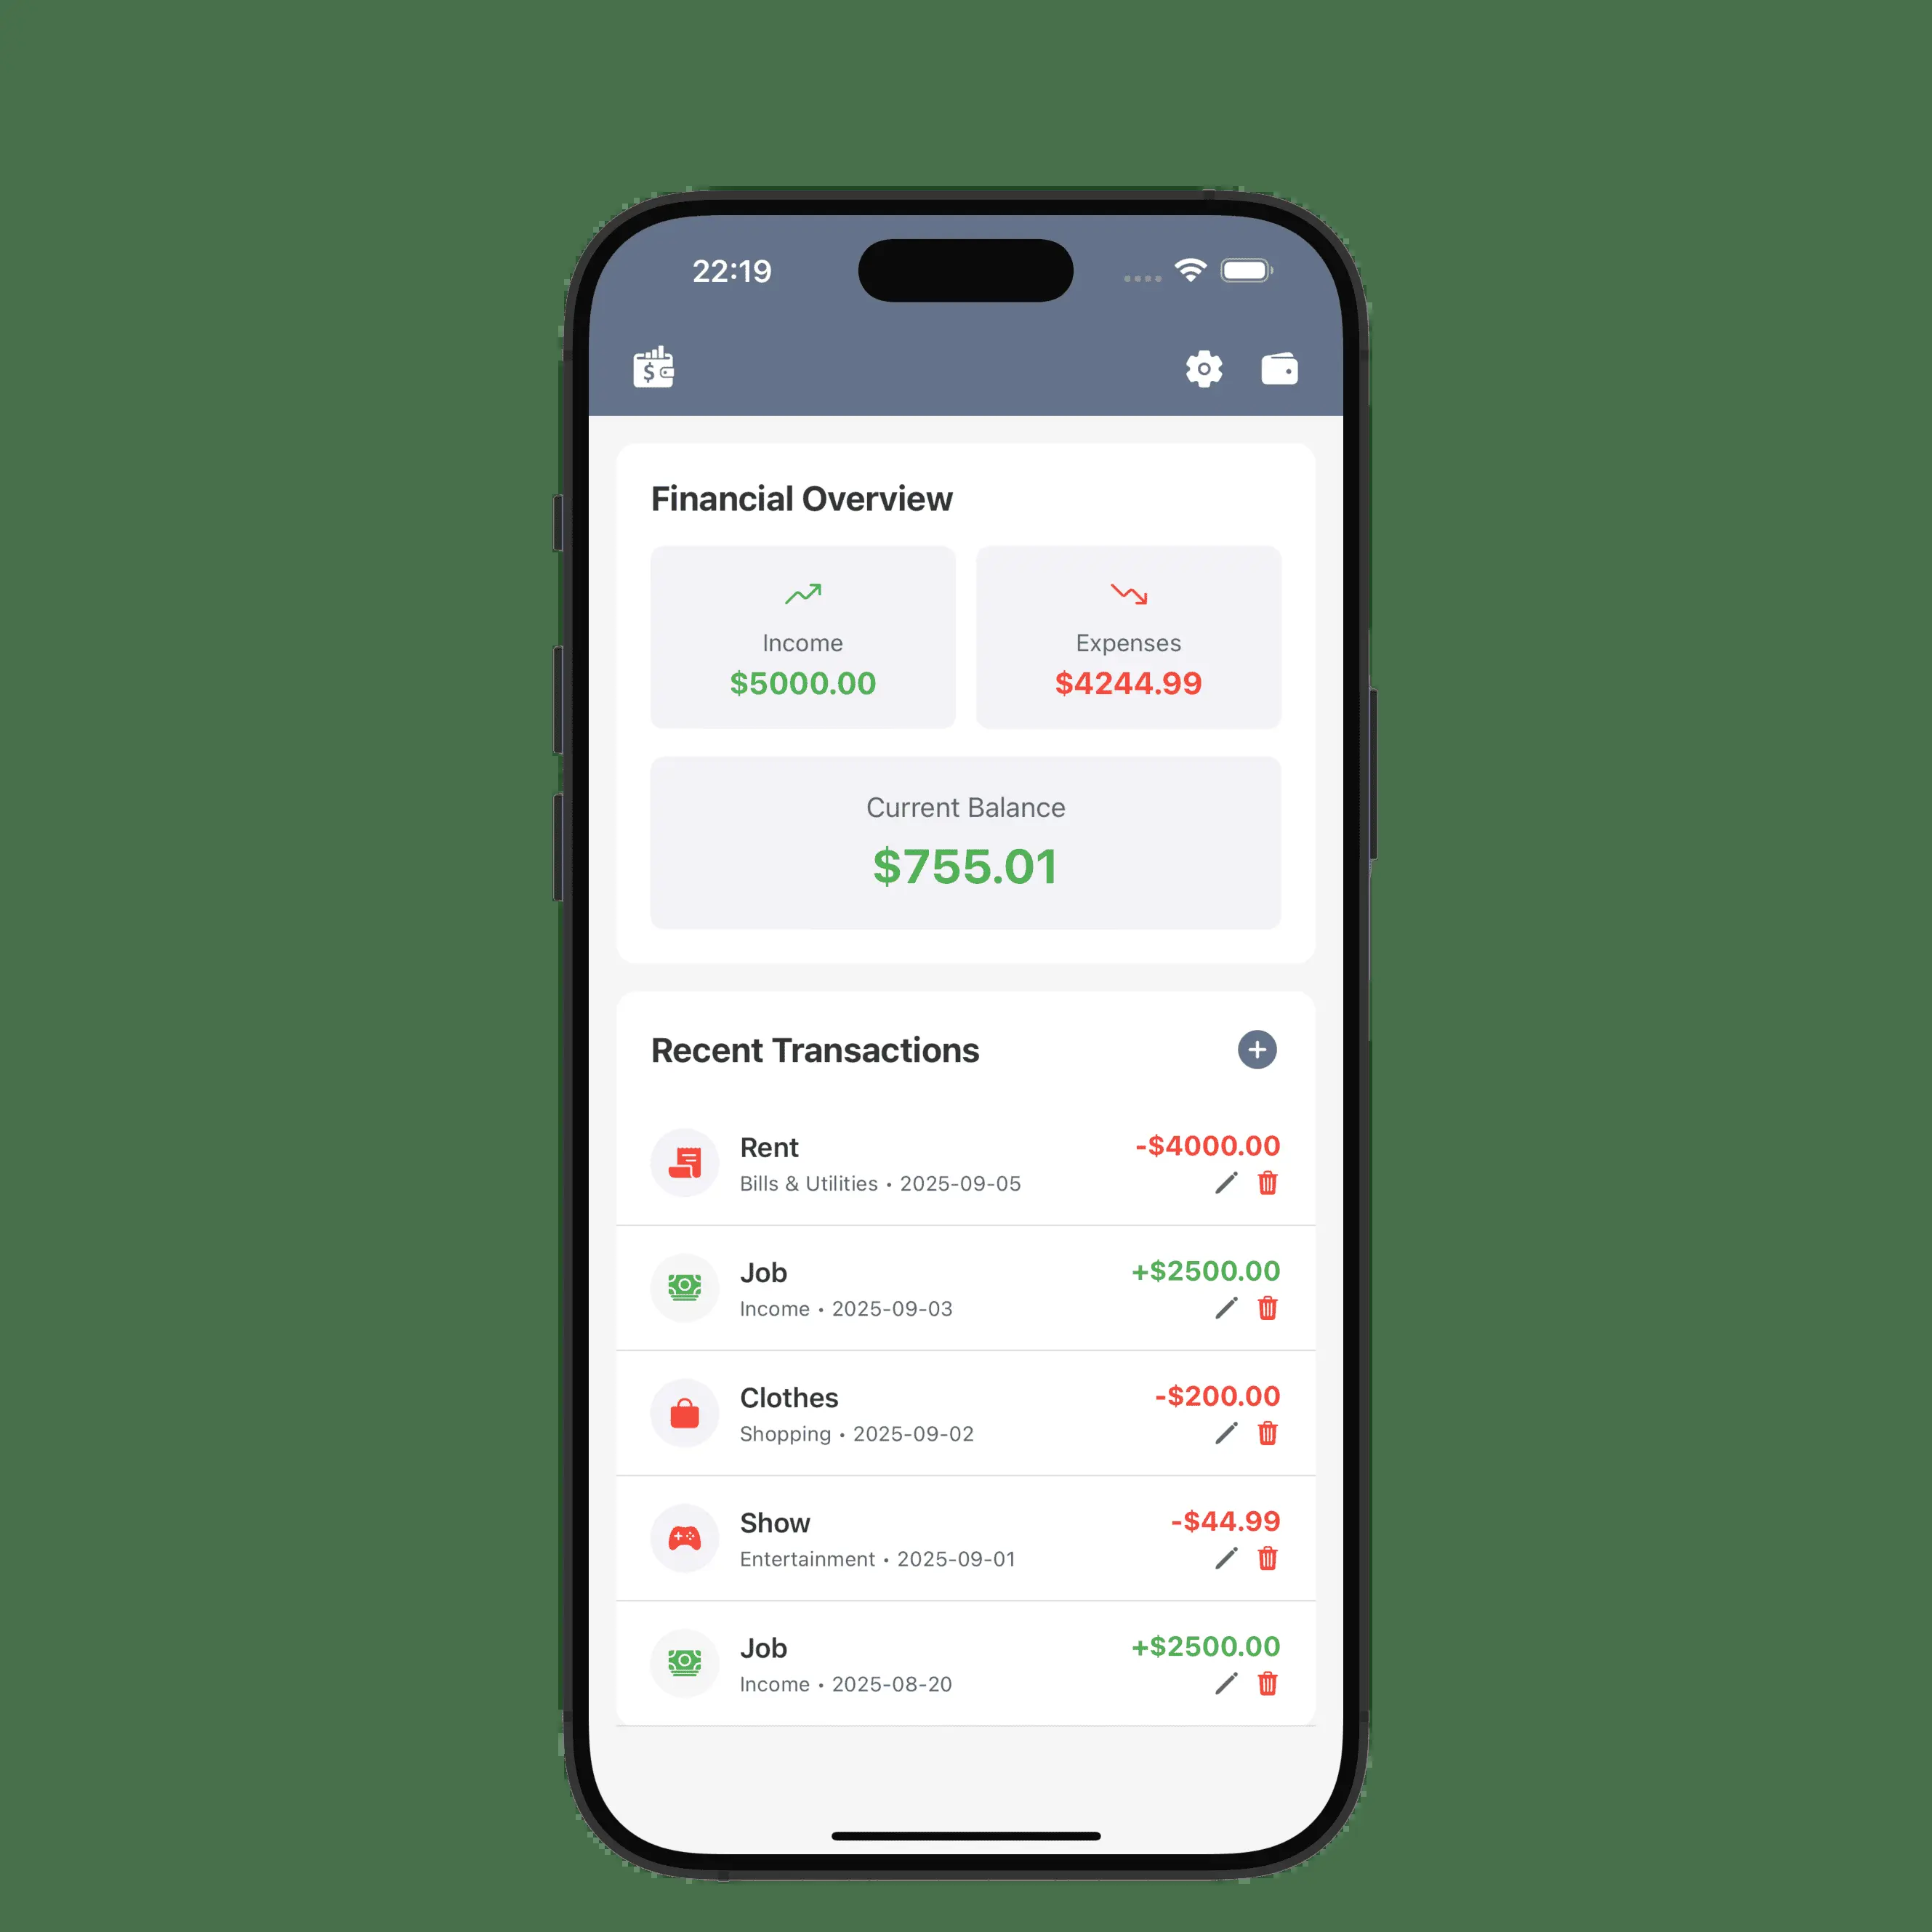 22:19
$
Financial Overview
Income
$5000.00
Expenses
$4244.99
Current Balance
$755.01
Recent Transactions
Rent
-$4000.00
Bills & Utilities • 2025-09-05
Job
+$2500.00
Income • 2025-09-03
Clothes
-$200.00
Shopping • 2025-09-02
Show
-$44.99
Entertainment • 2025-09-01
Job
+$2500.00
Income • 2025-08-20